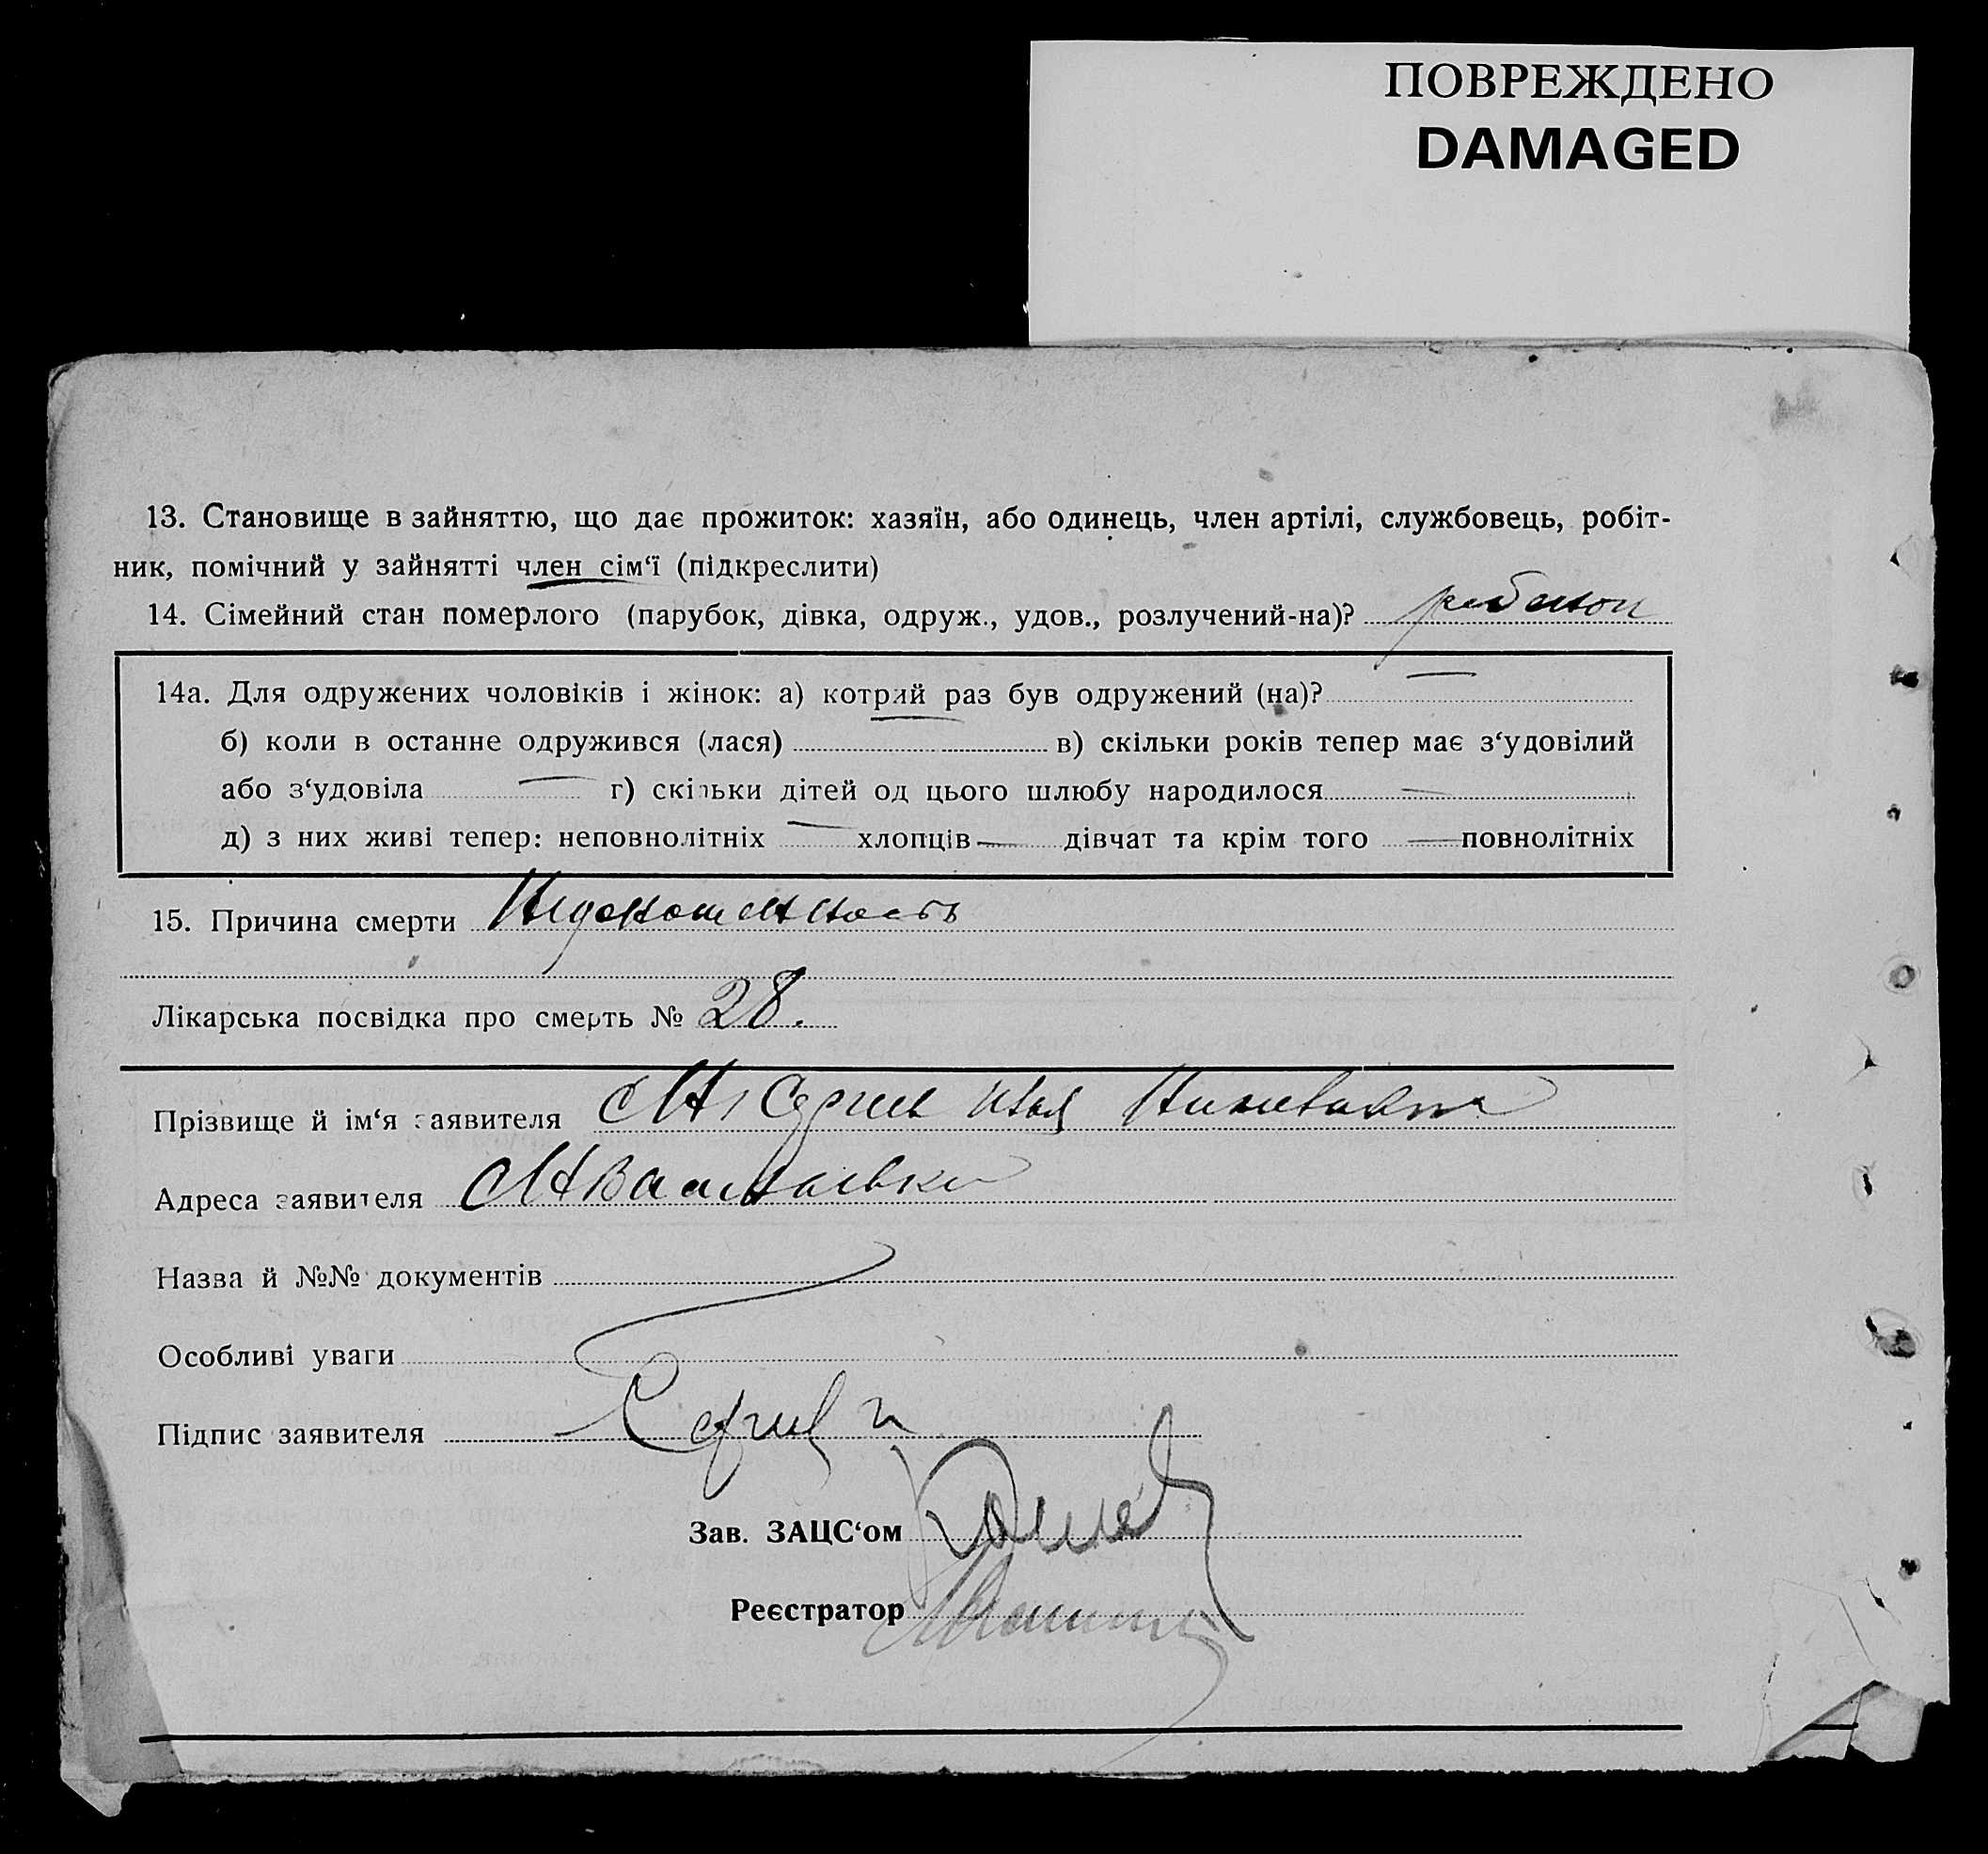 ПОВРЕЖДЕНО
DAMAGED
13. Становище в зайняттю, що дає прожиток: хазяїн, або одинець, член артілі, службовець, робіт-
ник, помічний у зайнятті член сім‘ї (підкреслити)
14. Сімейний стан померлого (парубок, дівка, одруж., удов., розлучений-на)? ребенок
14а. Для одружених чоловіків і жінок: а) котрий раз був одружений (на)? —
б) коли в останне одружився (лася) — в) скільки років тепер має з‘удовілий
або з‘удовіла — г) скільки дітей од цього шлюбу народилося —
д) з них живі тепер: неповнолітніх — хлопців — дівчат та крім того — повнолітніх
15. Причина смерти Недоношенность
Лікарська посвідка про смерть № 28.
Прізвище й ім‘я заявителя
Адреса заявителя
Назва й №№ документів
Особливі уваги
Підпис заявителя
Зав. ЗАЦС‘ом
Реєстратор